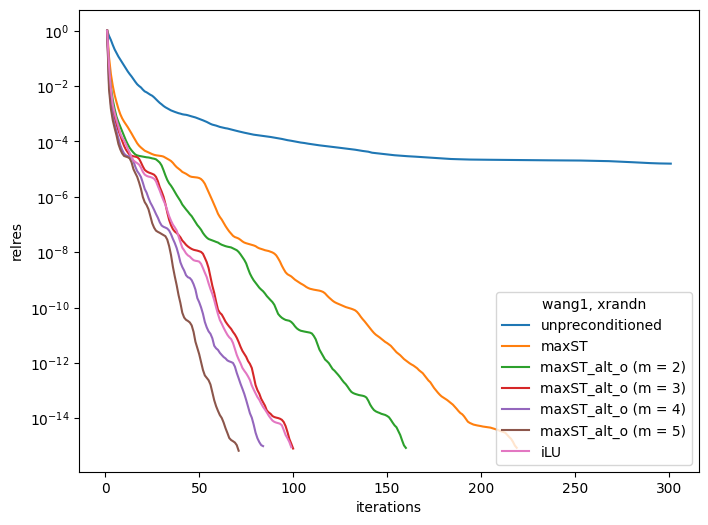 10^0
10^−2
10^−4
10^−6
10^−8
10^−10
10^−12
10^−14
relres
0 50 100 150 200 250 300
iterations
wang1, xrandn
unpreconditioned
maxST
maxST_alt_o (m = 2)
maxST_alt_o (m = 3)
maxST_alt_o (m = 4)
maxST_alt_o (m = 5)
iLU